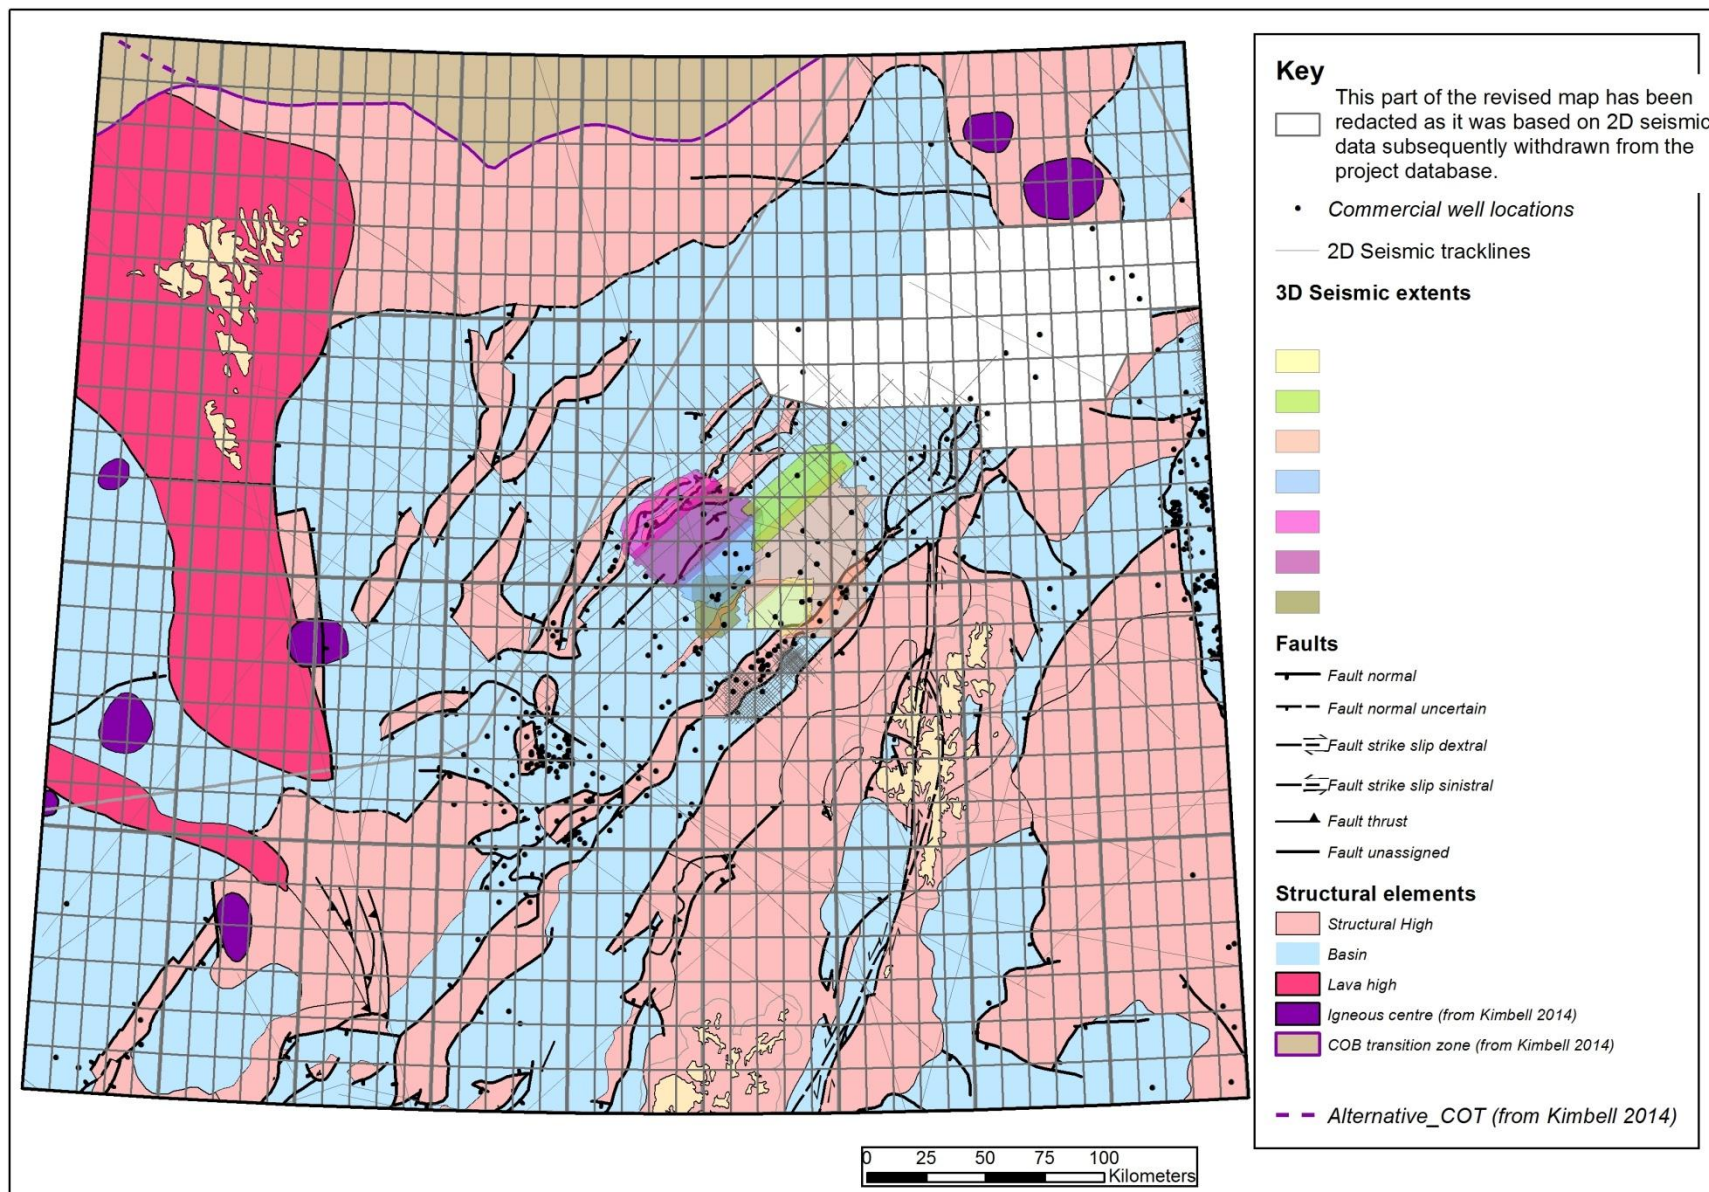 Key
This part of the revised map has been
redacted as it was based on 2D seismic
data subsequently withdrawn from the
project database.
Commercial well locations
2D Seismic tracklines
3D Seismic extents
Faults
Fault normal
Fault normal uncertain
Fault strike slip dextral
Fault strike slip sinistral
Fault thrust
Fault unassigned
Structural elements
Structural High
Basin
Lava high
Igneous centre (from Kimbell 2014)
COB transition zone (from Kimbell 2014)
Alternative_COT (from Kimbell 2014)
0 25 50 75 100
Kilometers